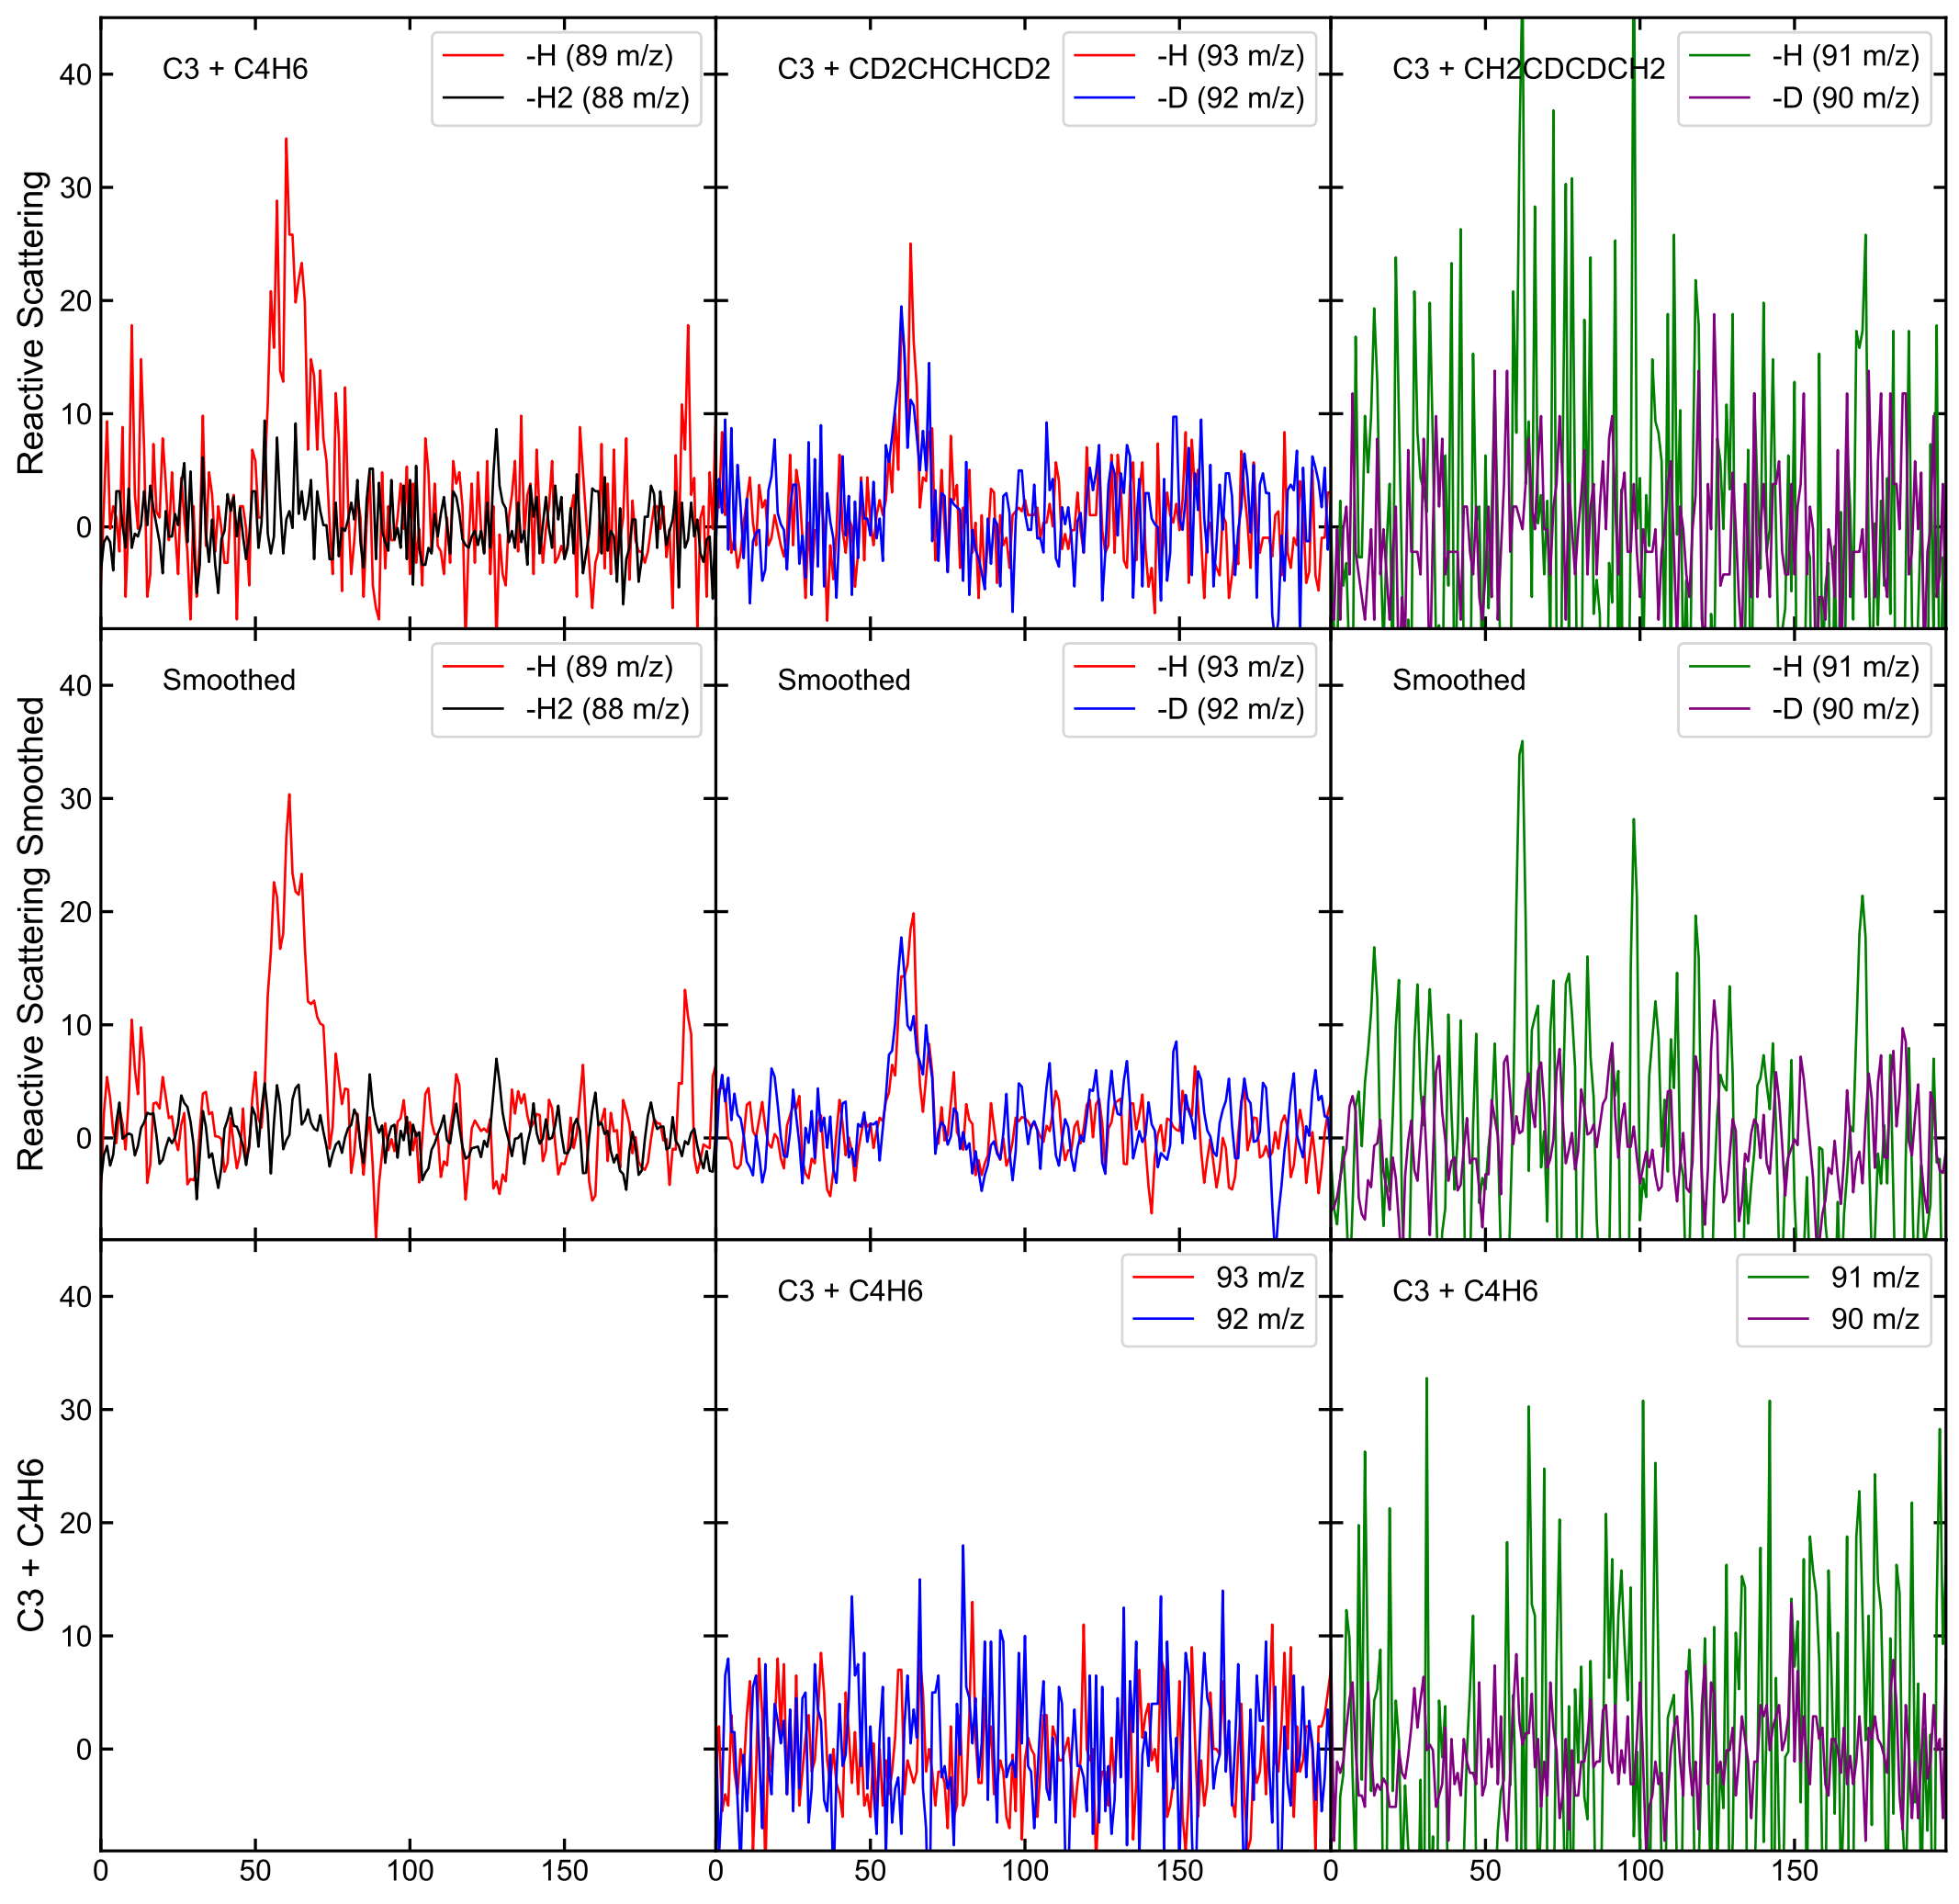 Reactive Scattering
40
30
20
10
0
C3 + C4H6
-H (89 m/z)
-H2 (88 m/z)
C3 + CD2CHCHCD2
-H (93 m/z)
-D (92 m/z)
C3 + CH2CDCDCH2
-H (91 m/z)
-D (90 m/z)
Reactive Scattering Smoothed
40
30
20
10
0
Smoothed
-H (89 m/z)
-H2 (88 m/z)
Smoothed
-H (93 m/z)
-D (92 m/z)
Smoothed
-H (91 m/z)
-D (90 m/z)
C3 + C4H6
40
30
20
10
0
C3 + C4H6
93 m/z
92 m/z
C3 + C4H6
91 m/z
90 m/z
0 50 100 150 0 50 100 150 0 50 100 150